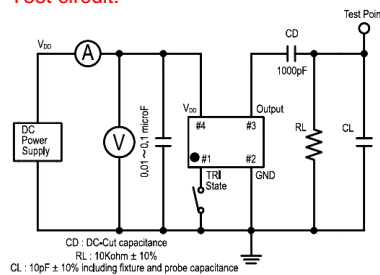 Test circuit:
Test Point
CD
1000pF
VDD
A
V
0.01～0.1 microF
VDD
Output
#4
#3
#1
#2
TRI
State
GND
RL
CL
DC
Power
Supply
CD : DC-Cut capacitance
RL : 10Kohm ± 10%
CL : 10pF ± 10% including fixture and probe capacitance